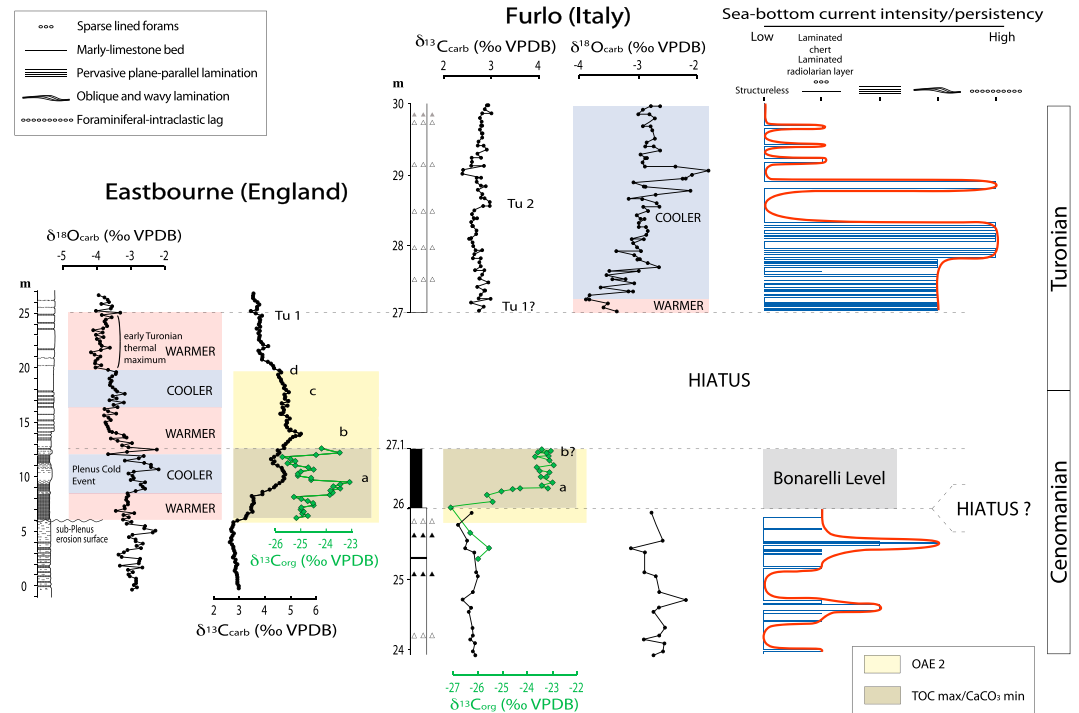 Sparse lined forams
Marly-limestone bed
Pervasive plane-parallel lamination
Oblique and wavy lamination
Foraminiferal-intraclastic lag
Furlo (Italy)
δ¹³Ccarb (‰ VPDB)
2 3 4
δ¹⁸Ocarb (‰ VPDB)
-4 -3 -2
Sea-bottom current intensity/persistency
Low
High
Laminated
chert
Laminated
radiolarian layer
Structureless
m
30
29
28
27
Tu 2
Tu 1?
COOLER
WARMER
Turonian
Eastbourne (England)
δ¹⁸Ocarb (‰ VPDB)
-5 -4 -3 -2
m
25
20
15
10
5
0
early Turonian
thermal
maximum
WARMER
COOLER
WARMER
Plenus Cold
Event
COOLER
WARMER
sub-Plenus
erosion surface
Tu 1
d
c
b
a
-26 -25 -24 -23
δ¹³Corg (‰ VPDB)
2 3 4 5 6
δ¹³Ccarb (‰ VPDB)
HIATUS
27.1
26
25
24
b?
a
-27 -26 -25 -24 -23 -22
δ¹³Corg (‰ VPDB)
Bonarelli Level
HIATUS ?
Cenomanian
OAE 2
TOC max/CaCO₃ min